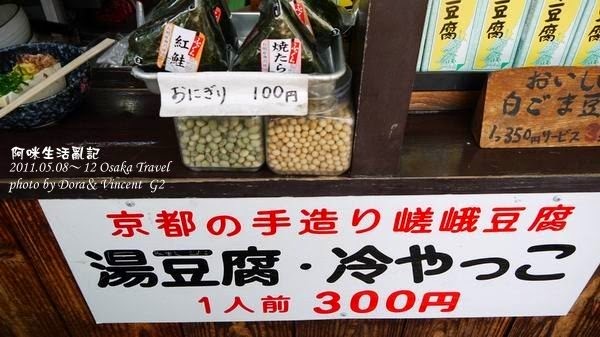 紅鮭
焼たら
おにぎり 100円
豆腐
豆腐
おいし
白ごま豆
1コ350円サービス
阿咪生活亂記
2011.05.08~ 12 Osaka Travel
photo by Dora& Vincent G2
京都の手造り嵯峨豆腐
湯豆腐・冷やっこ
1人前 300円